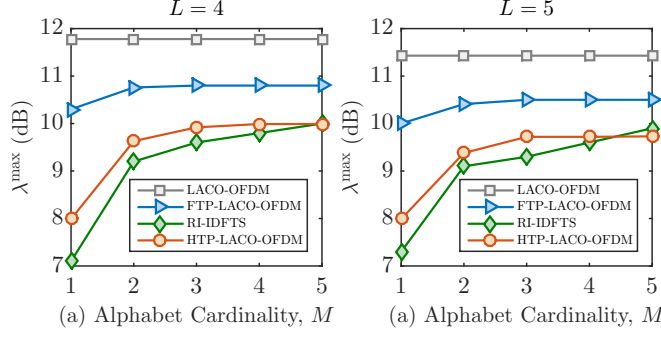 L = 4
12
11
10
9
8
7
λ^max (dB)
LACO-OFDM
FTP-LACO-OFDM
RI-IDFTS
HTP-LACO-OFDM
1 2 3 4 5
(a) Alphabet Cardinality, M
L = 5
12
11
10
9
8
7
λ^max (dB)
LACO-OFDM
FTP-LACO-OFDM
RI-IDFTS
HTP-LACO-OFDM
1 2 3 4 5
(a) Alphabet Cardinality, M